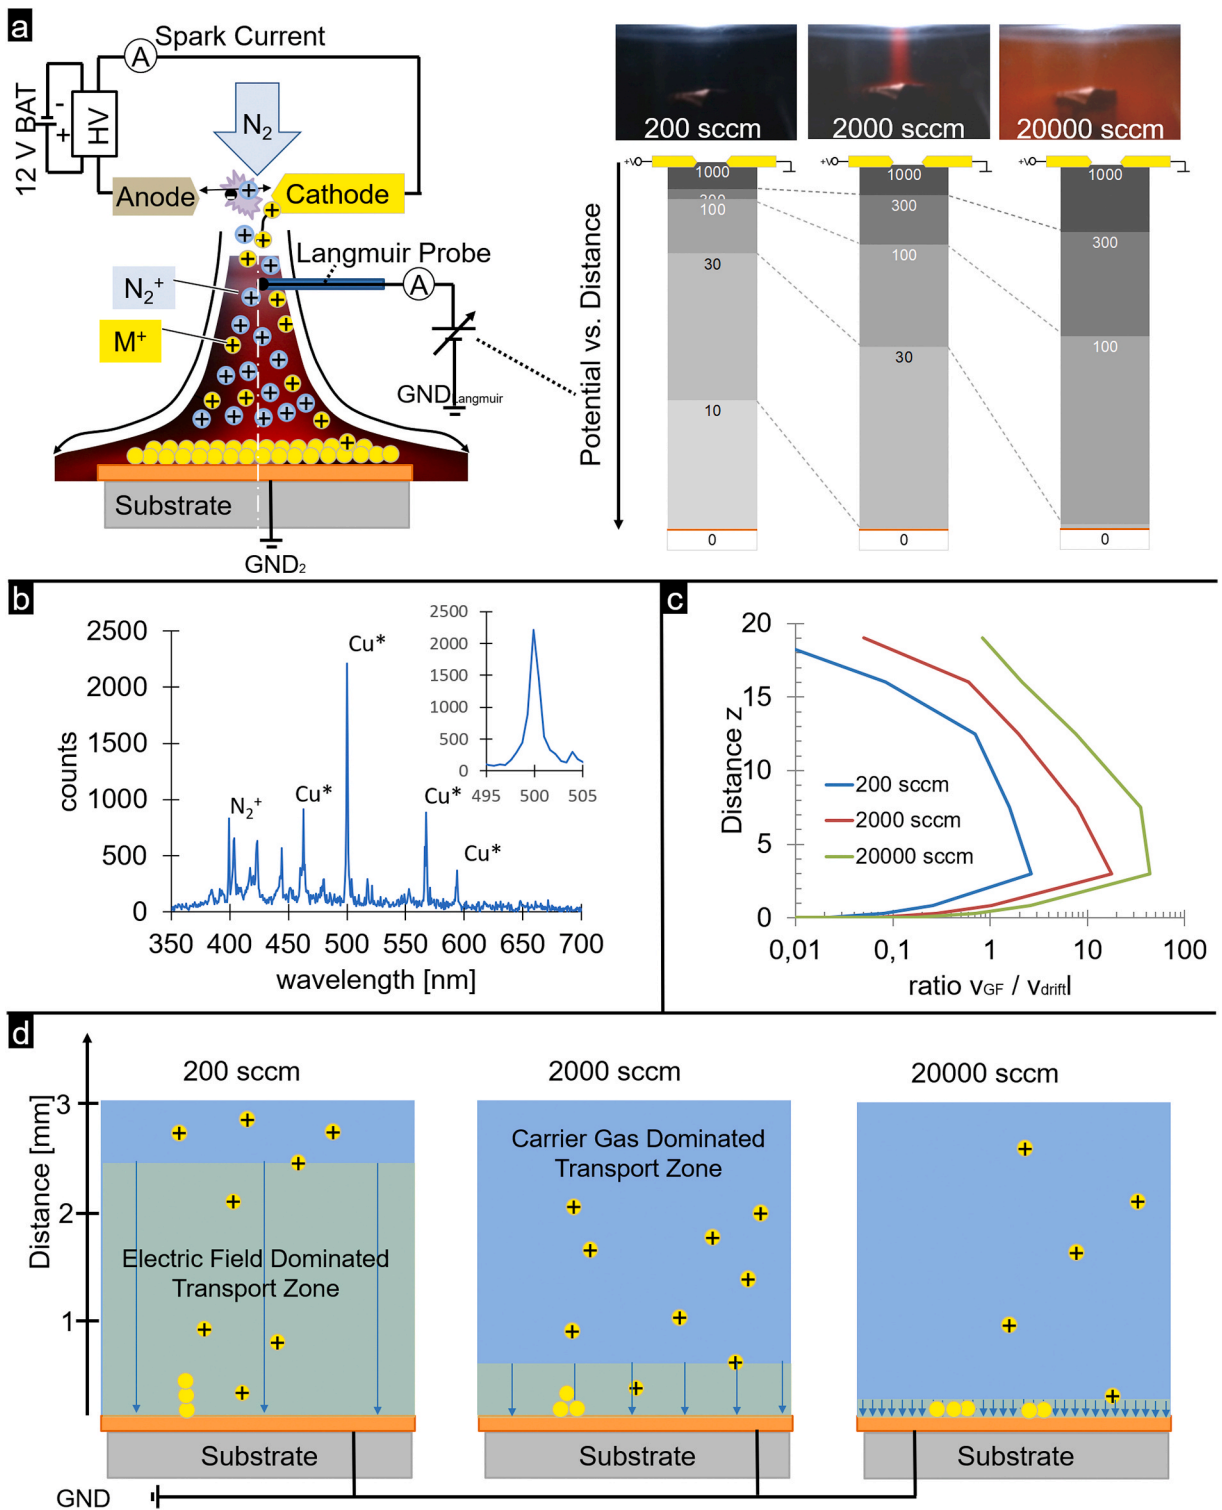 a
Spark Current
A
12 V BAT
-
+
HV
N2
Anode
+
Cathode
Langmuir Probe
A
N2+
M+
GNDLangmuir
Substrate
GND2
200 sccm
2000 sccm
20000 sccm
Potential vs. Distance
+V
1000
300
100
30
10
0
+V
1000
300
100
30
0
+V
1000
300
100
0
b
counts
2500
2000
1500
1000
500
0
350 400 450 500 550 600 650 700
wavelength [nm]
N2+
Cu*
Cu*
Cu*
Cu*
2500
2000
1500
1000
500
0
495 500 505
c
Distance z
20
15
10
5
0
200 sccm
2000 sccm
20000 sccm
0,01 0,1 1 10 100
ratio vGF / vdriftl
d
Distance [mm]
3
2
1
200 sccm
Electric Field Dominated
Transport Zone
Substrate
2000 sccm
Carrier Gas Dominated
Transport Zone
Substrate
20000 sccm
Substrate
GND